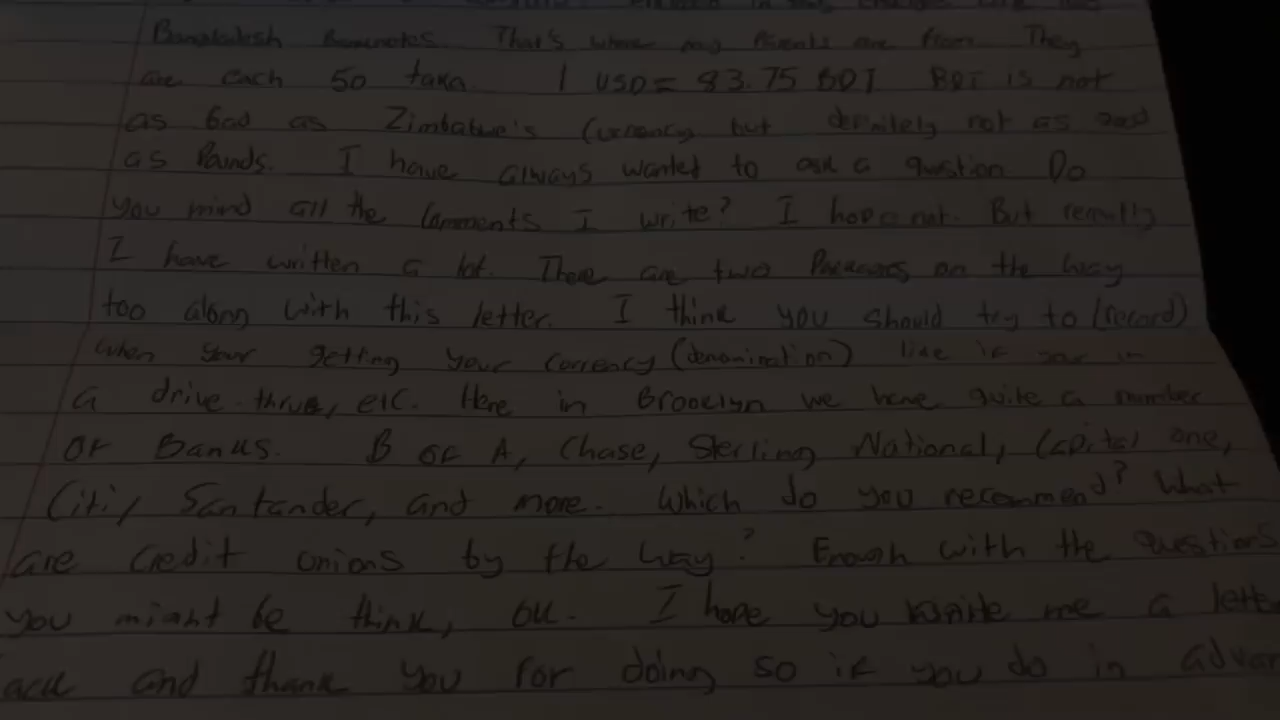 Bangladesh Banknotes. That's where my Parents are from. They
are each 50 taka. 1 USD = 83.75 BDT BDT is not
as bad as Zimbabwe's Currency but definitely not as good
as Pounds. I have always wanted to ask a question Do
you mind all the Comments I write? I hope not. But
I have written a lot. There are two Packages on the way
too along with this letter. I think you should try to (record)
when your getting your currency (denomination) like if your in
a drive-thrus, etc. Here in Brooklyn we have quite a number
of Banks. B of A, Chase, Sterling National, Capital one,
Citi, Santander, and more. Which do you recommend? What
are Credit unions by the way? Enough with the questions
you might be think, ok. I hope you write me a lette
ack and thank you for doing so if you do in advan